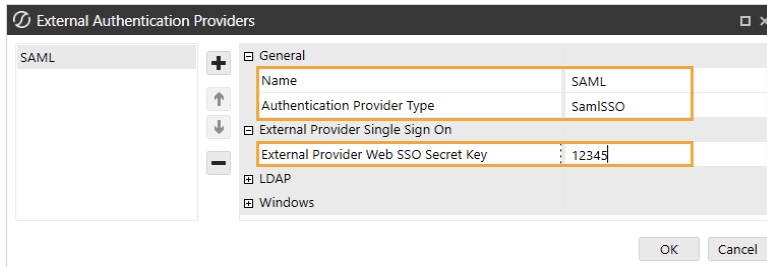 External Authentication Providers
SAML
General
Name SAML
Authentication Provider Type SamlSSO
External Provider Single Sign On
External Provider Web SSO Secret Key 12345
LDAP
Windows
OK Cancel